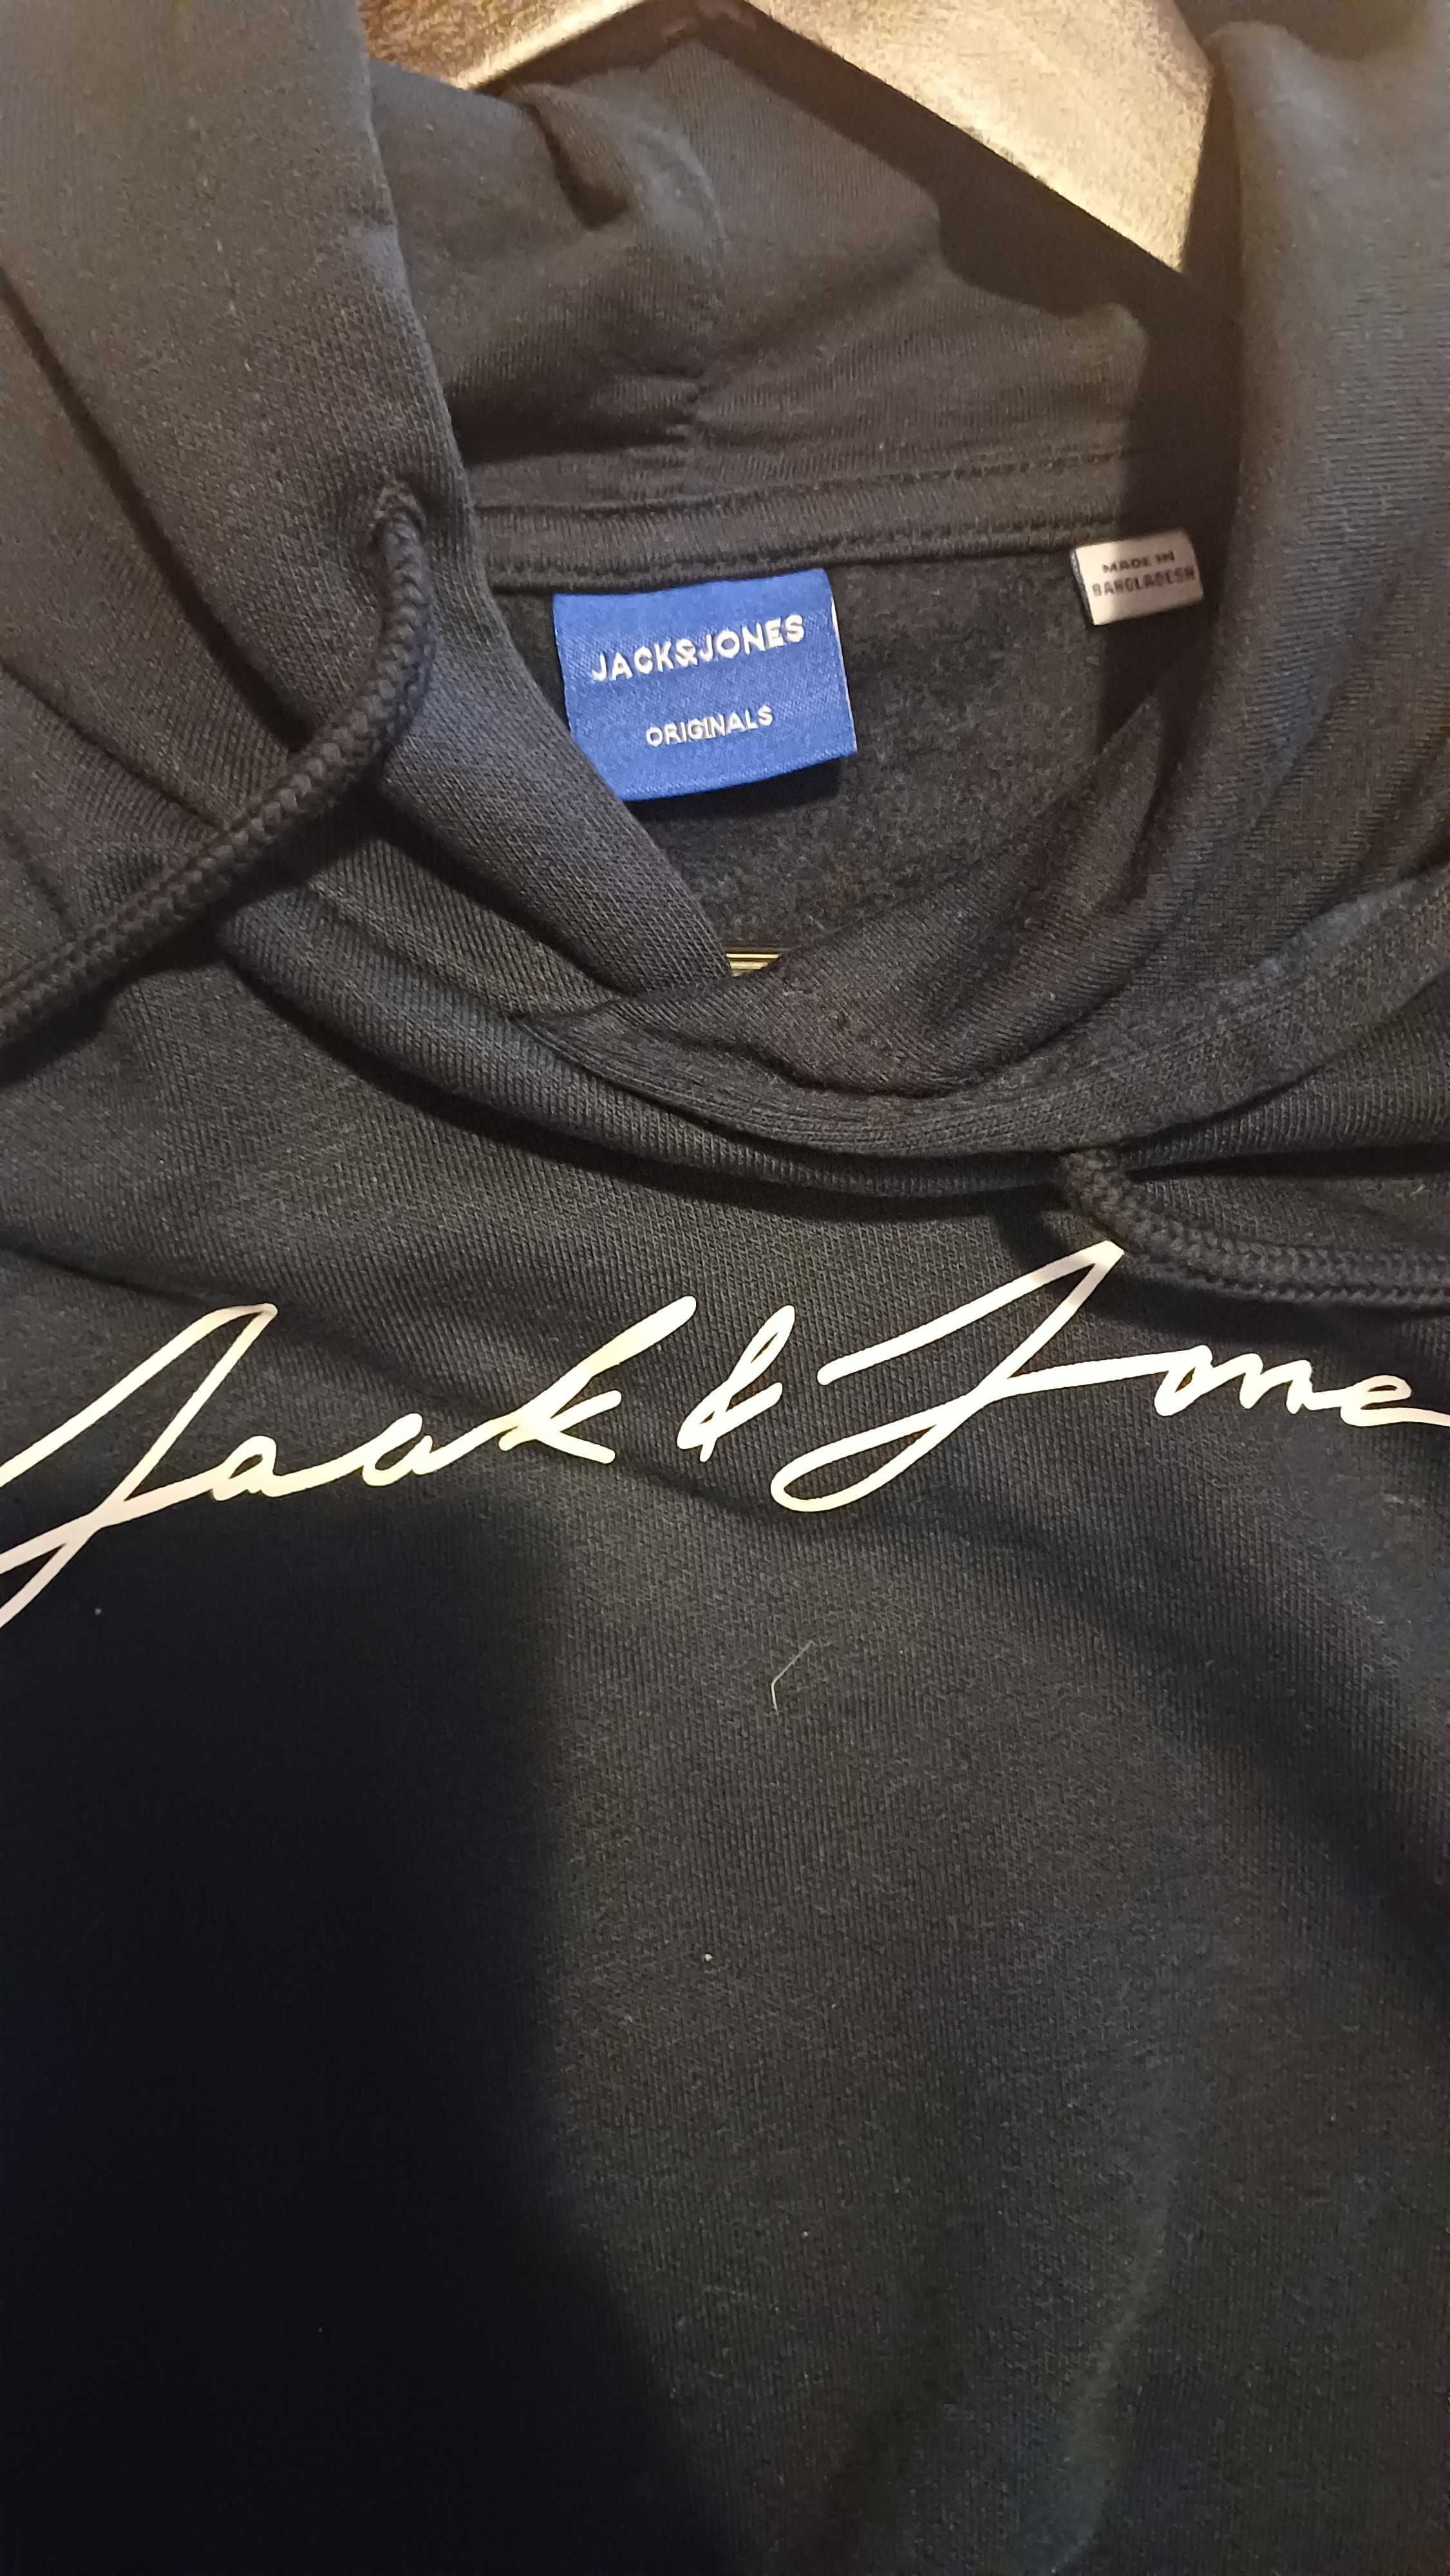 JACK&JONES
ORIGINALS
MADE IN
BANGLADESH
Jack & Jone